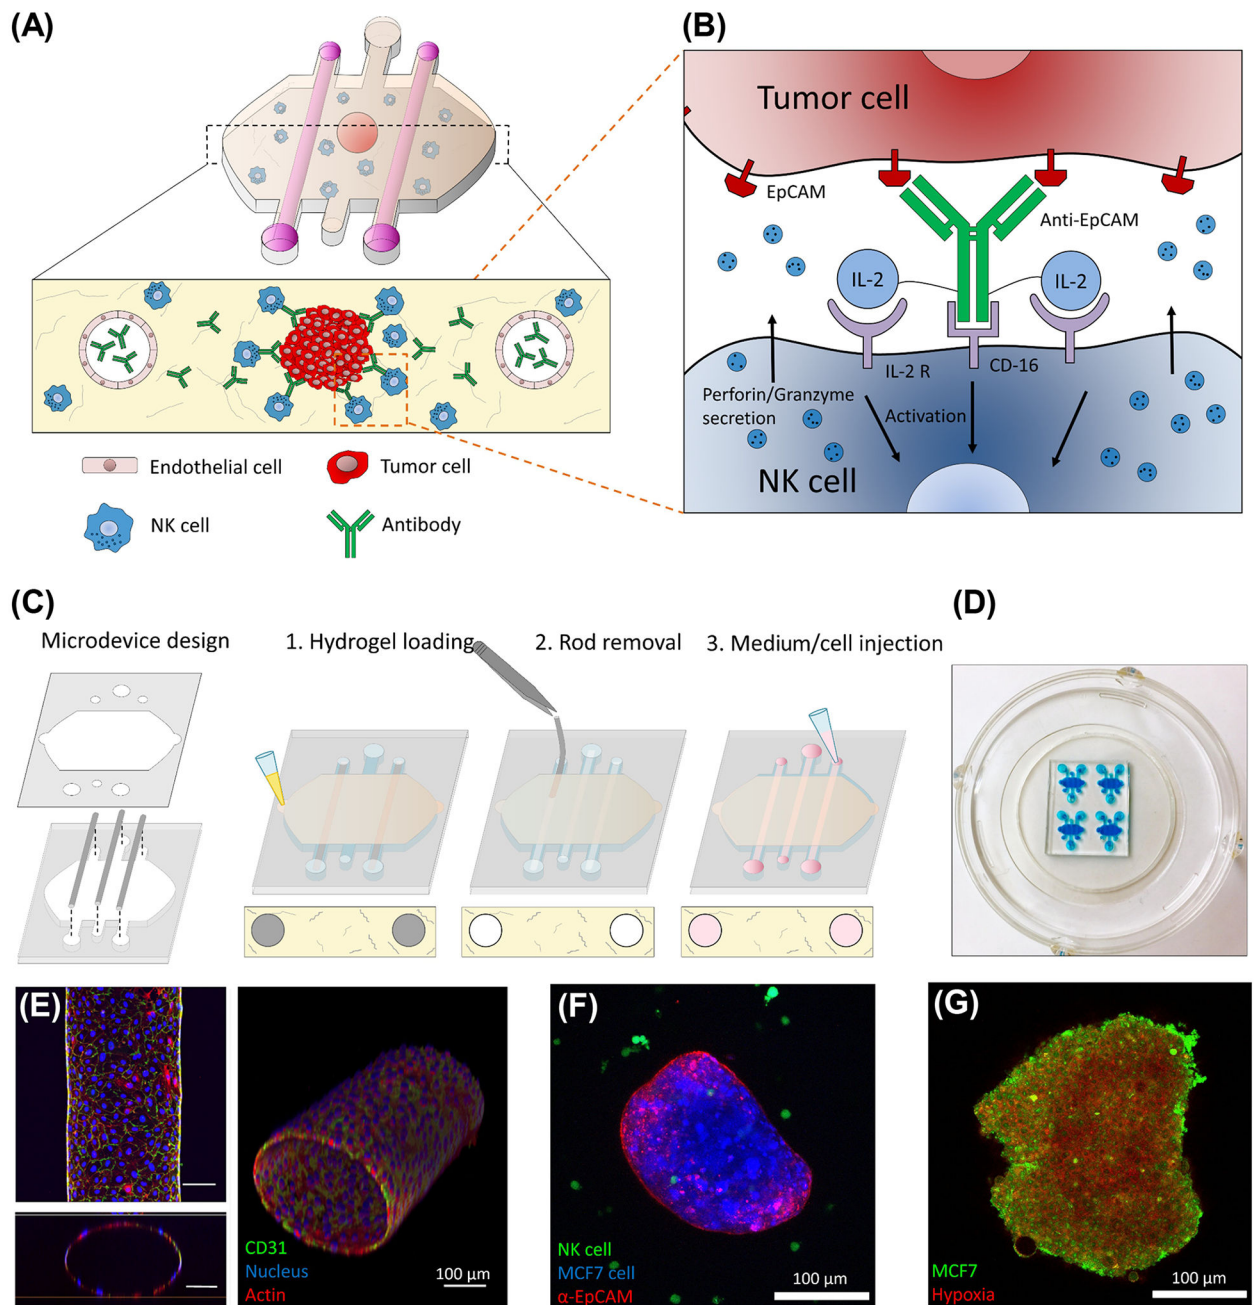 (A)
Endothelial cell
Tumor cell
NK cell
Antibody
(B)
Tumor cell
EpCAM
Anti-EpCAM
IL-2
IL-2
IL-2 R
CD-16
Perforin/Granzyme
secretion
Activation
NK cell
(C)
Microdevice design
1. Hydrogel loading
2. Rod removal
3. Medium/cell injection
(D)
(E)
CD31
Nucleus
Actin
100 μm
(F)
NK cell
MCF7 cell
α-EpCAM
100 μm
(G)
MCF7
Hypoxia
100 μm